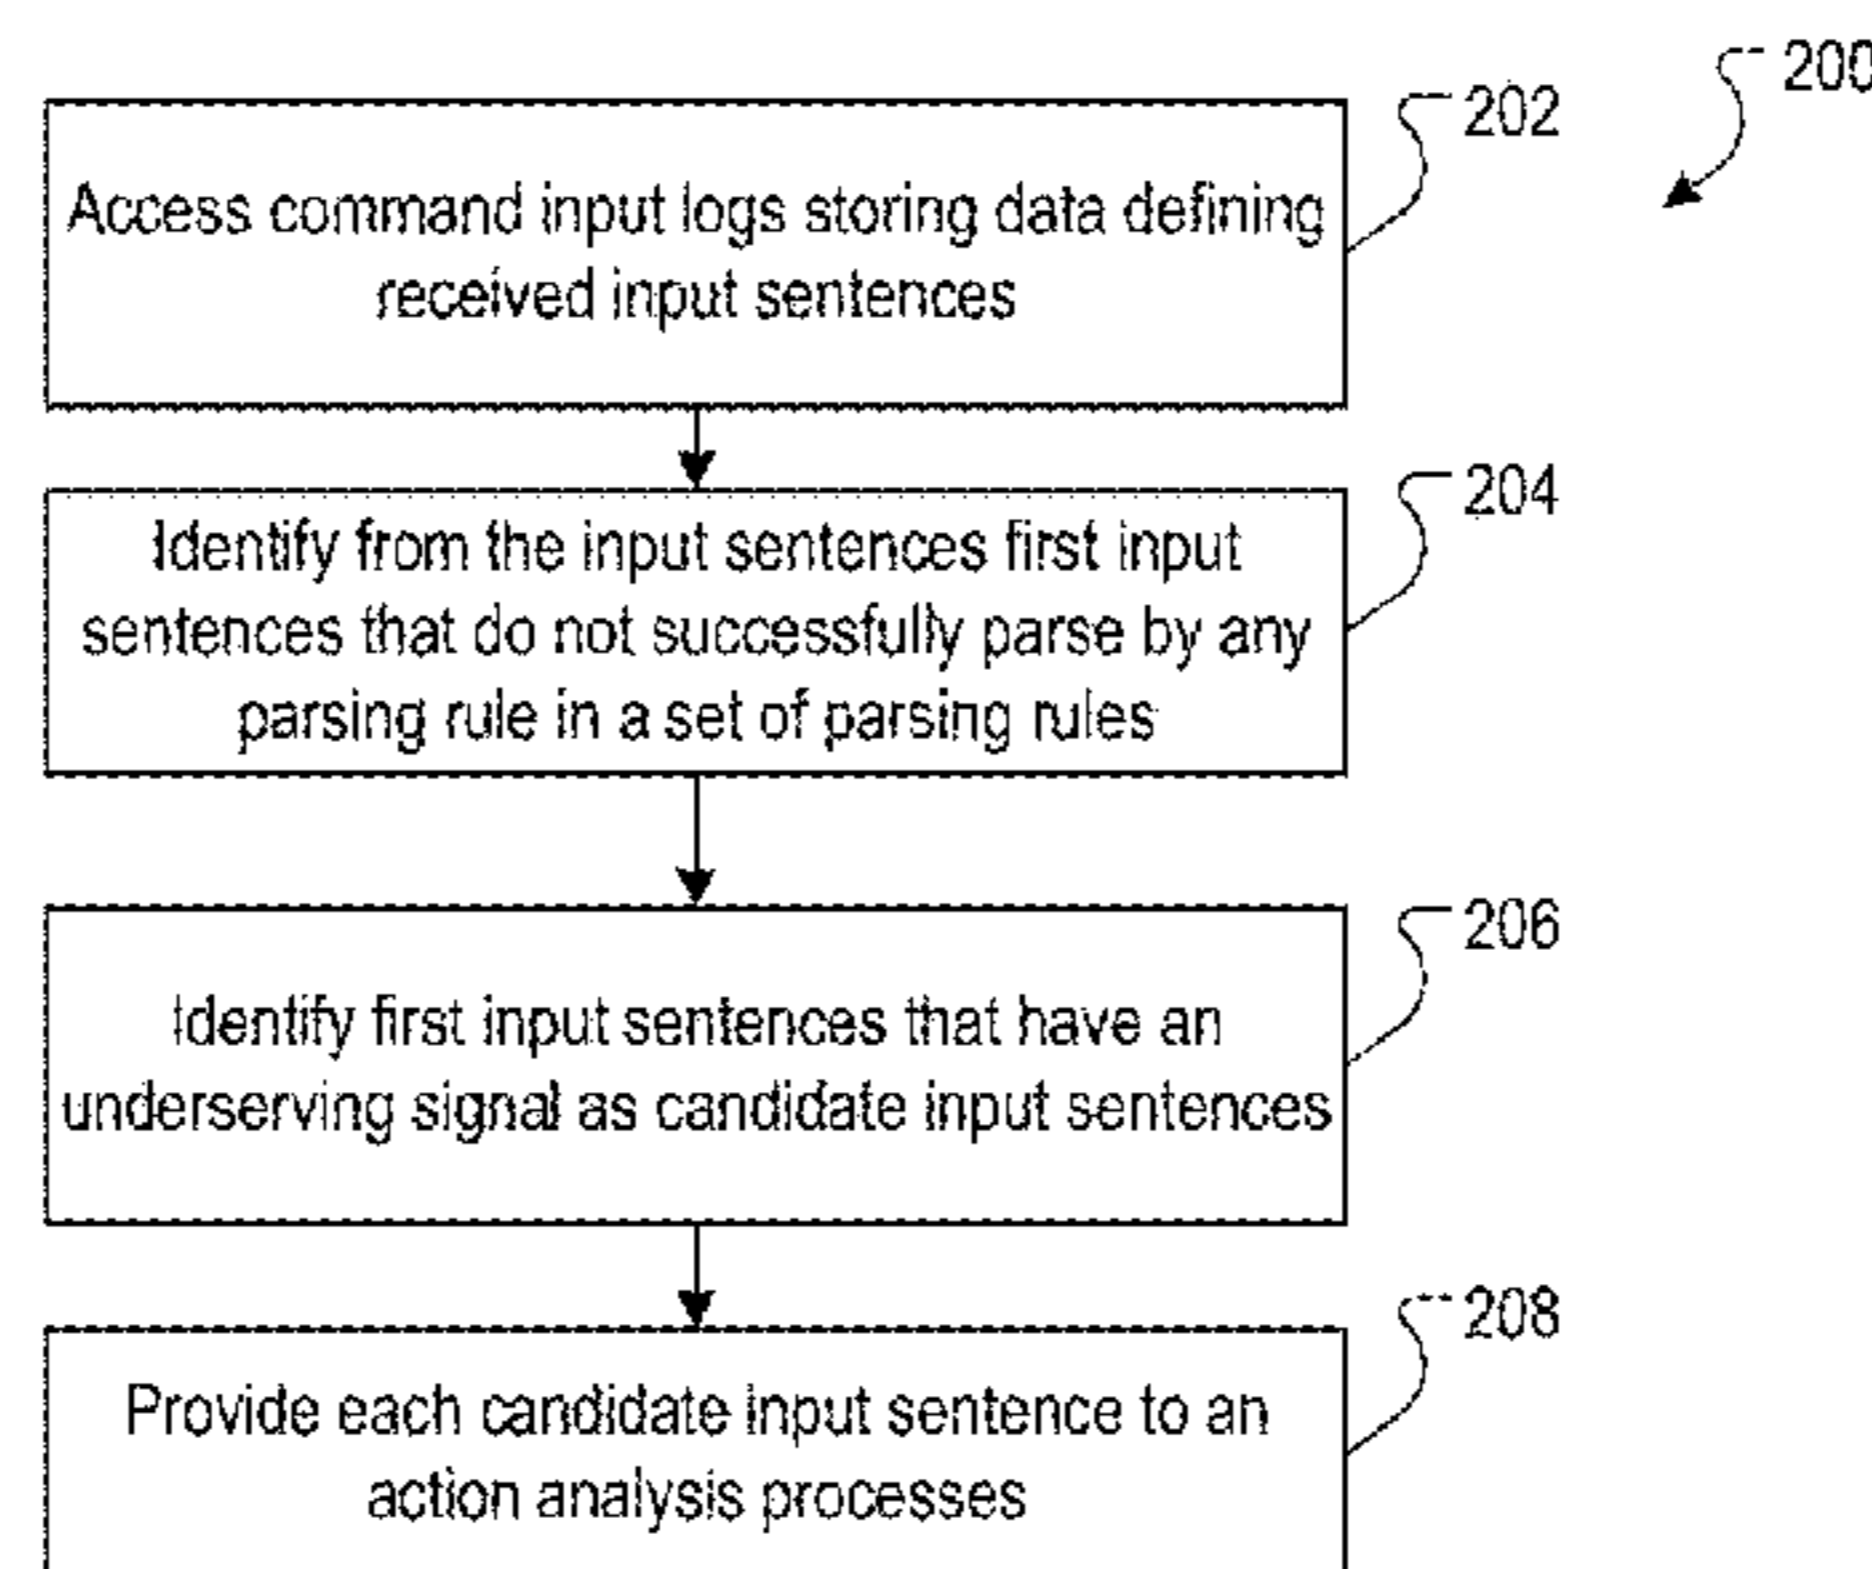 200
202
Access command input logs storing data defining
received input sentences
204
Identify from the input sentences first input
sentences that do not successfully parse by any
parsing rule in a set of parsing rules
206
Identify first input sentences that have an
underserving signal as candidate input sentences
208
Provide each candidate input sentence to an
action analysis processes